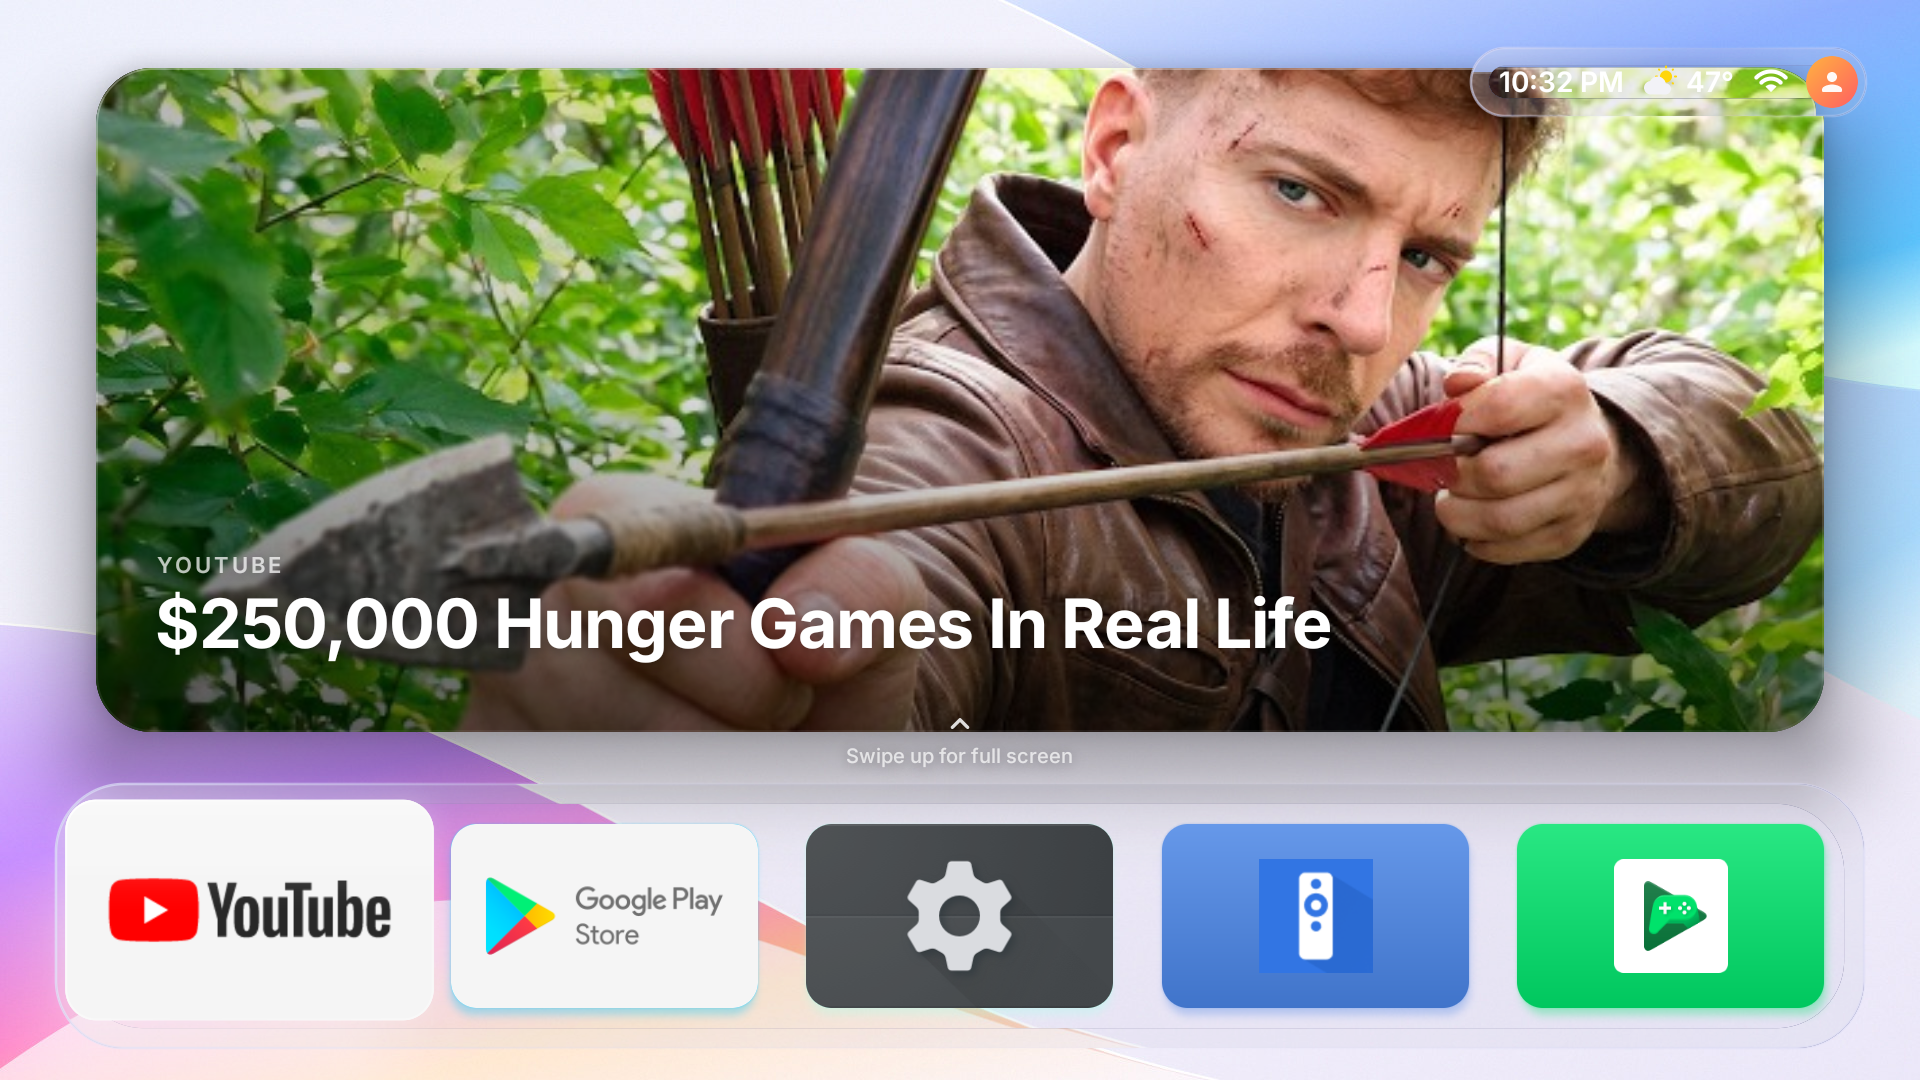 10:32 PM 47°
YOUTUBE
$250,000 Hunger Games In Real Life
Swipe up for full screen
YouTube
Google Play
Store